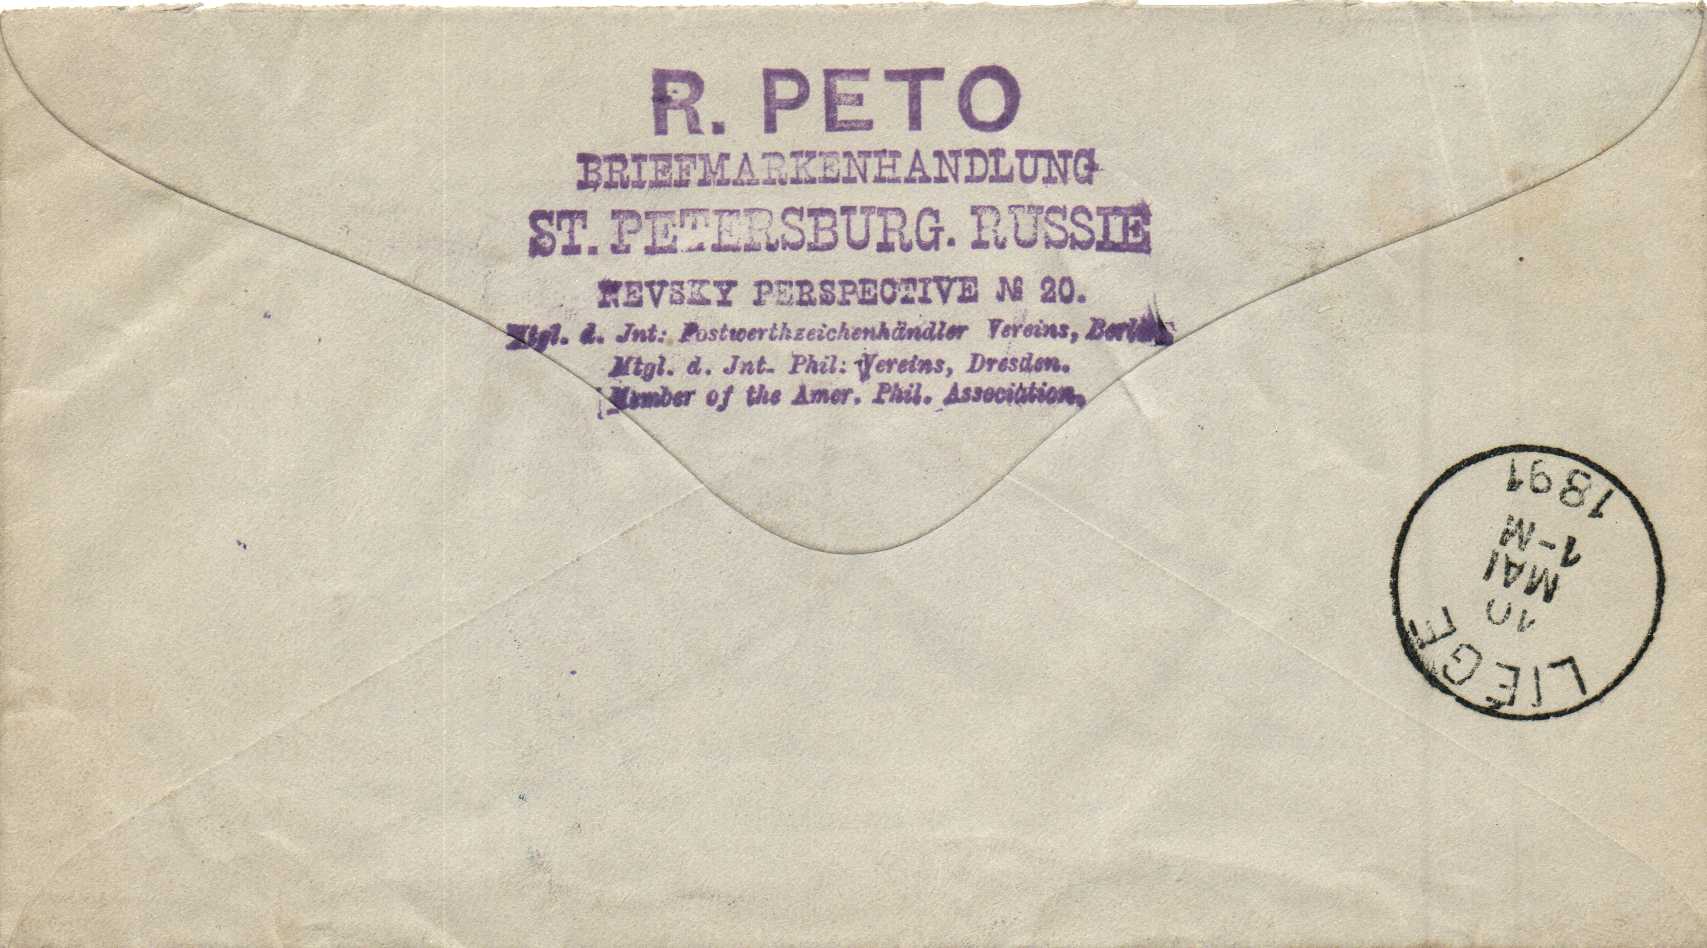 R. PETO
BRIEFMARKENHANDLUNG
ST. PETERSBURG. RUSSIE
NEVSKY PERSPECTIVE № 20.
Mtgl. d. Jnt: Postwerthzeichenhändler Vereins, Berlin.
Mtgl. d. Jnt. Phil: Vereins, Dresden.
Member of the Amer. Phil. Association.
LIÉGE
10
MAI
1-M
1891